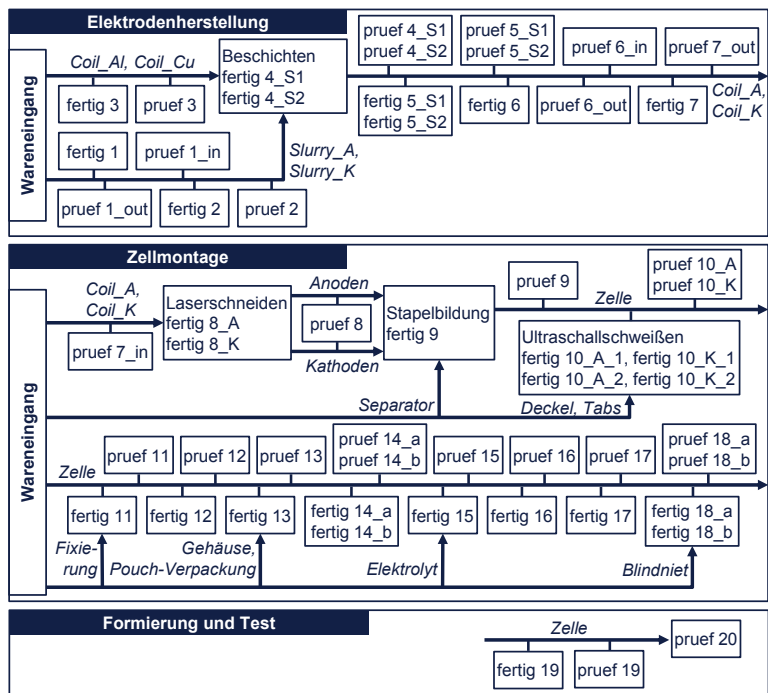 Elektrodenherstellung
Wareneingang
Coil_Al, Coil_Cu
fertig 3
pruef 3
Beschichten
fertig 4_S1
fertig 4_S2
pruef 4_S1
pruef 4_S2
pruef 5_S1
pruef 5_S2
pruef 6_in
pruef 7_out
fertig 5_S1
fertig 5_S2
fertig 6
pruef 6_out
fertig 7
Coil_A,
Coil_K
fertig 1
pruef 1_in
Slurry_A,
Slurry_K
pruef 1_out
fertig 2
pruef 2
Zellmontage
Wareneingang
Coil_A,
Coil_K
pruef 7_in
Laserschneiden
fertig 8_A
fertig 8_K
Anoden
pruef 8
Kathoden
Stapelbildung
fertig 9
pruef 9
Zelle
pruef 10_A
pruef 10_K
Ultraschallschweißen
fertig 10_A_1, fertig 10_K_1
fertig 10_A_2, fertig 10_K_2
Separator
Deckel, Tabs
Zelle
pruef 11
pruef 12
pruef 13
pruef 14_a
pruef 14_b
pruef 15
pruef 16
pruef 17
pruef 18_a
pruef 18_b
fertig 11
fertig 12
fertig 13
fertig 14_a
fertig 14_b
fertig 15
fertig 16
fertig 17
fertig 18_a
fertig 18_b
Fixie-
rung
Gehäuse,
Pouch-Verpackung
Elektrolyt
Blindniet
Formierung und Test
Zelle
fertig 19
pruef 19
pruef 20